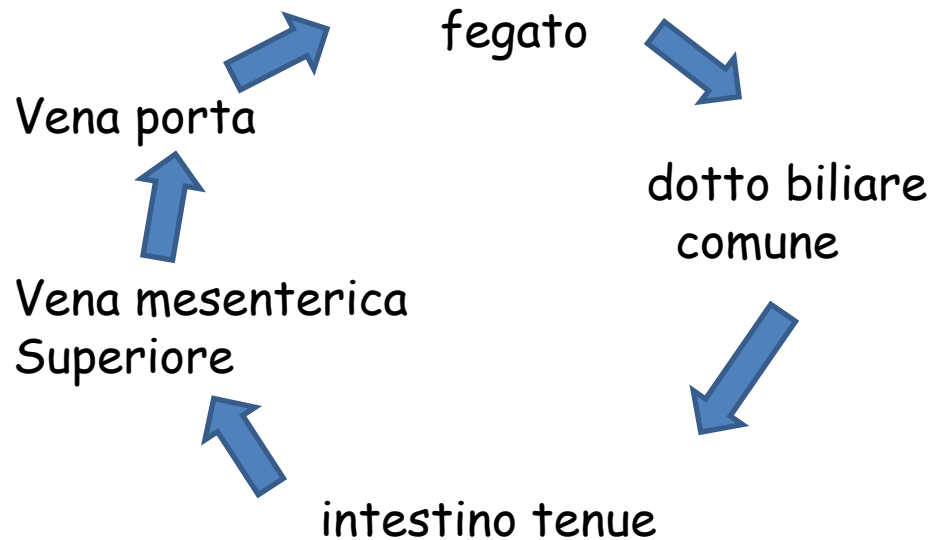 fegato
Vena porta
dotto biliare
comune
Vena mesenterica
Superiore
intestino tenue